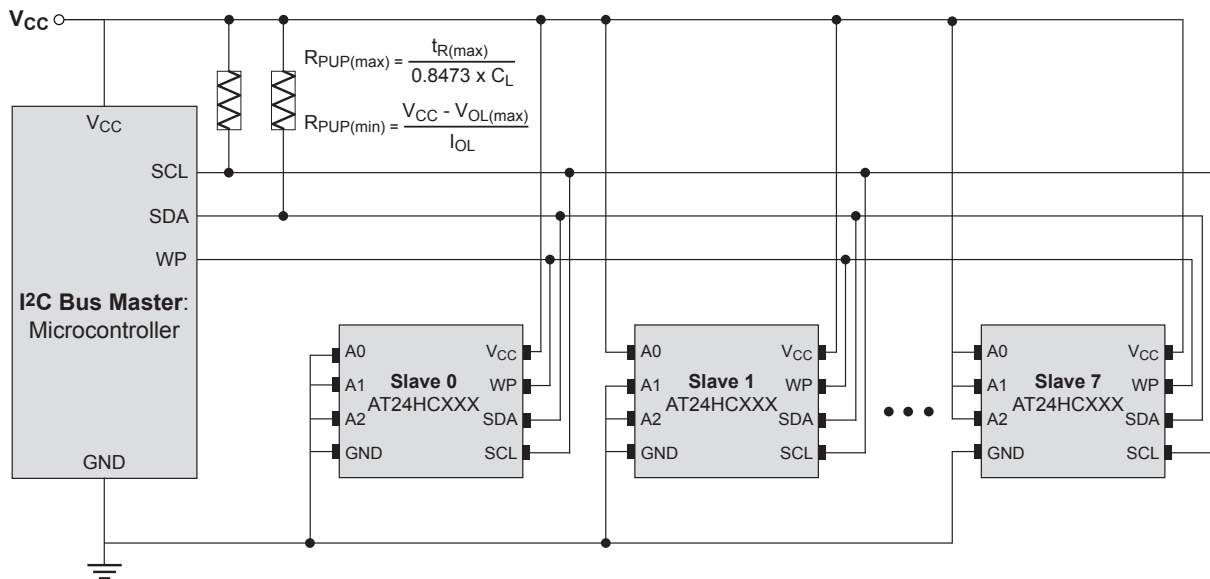 VCC
RPUP(max) = tR(max) / 0.8473 x CL
RPUP(min) = VCC - VOL(max) / IOL
VCC
SCL
SDA
WP
I2C Bus Master:
Microcontroller
GND
A0
A1
A2
GND
Slave 0
AT24HCXXX
VCC
WP
SDA
SCL
A0
A1
A2
GND
Slave 1
AT24HCXXX
VCC
WP
SDA
SCL
A0
A1
A2
GND
Slave 7
AT24HCXXX
VCC
WP
SDA
SCL